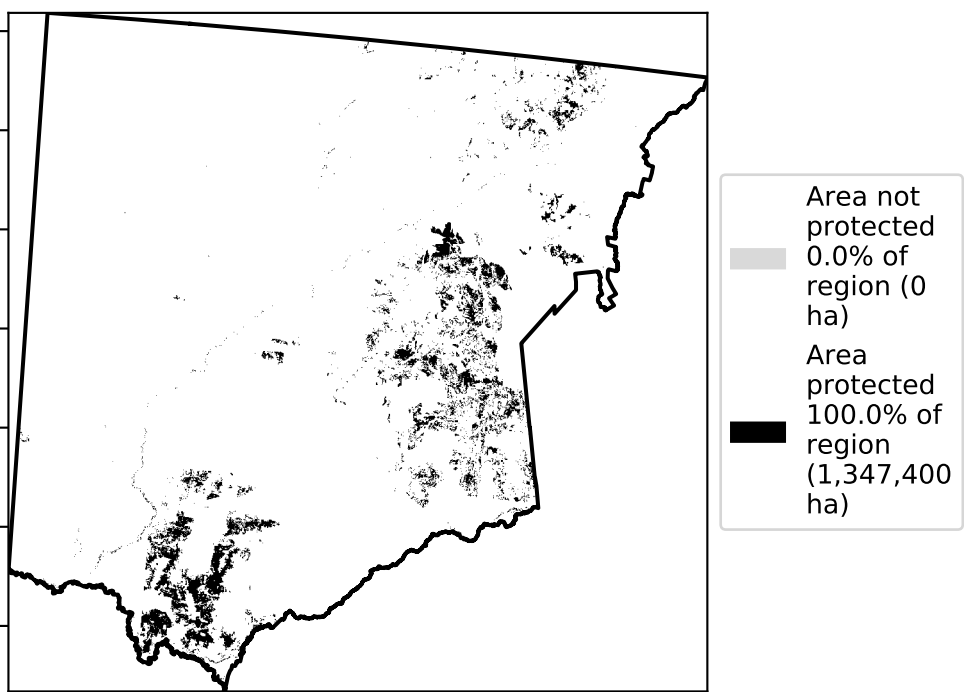 Area not
protected
0.0% of
region (0
ha)
Area
protected
100.0% of
region
(1,347,400
ha)